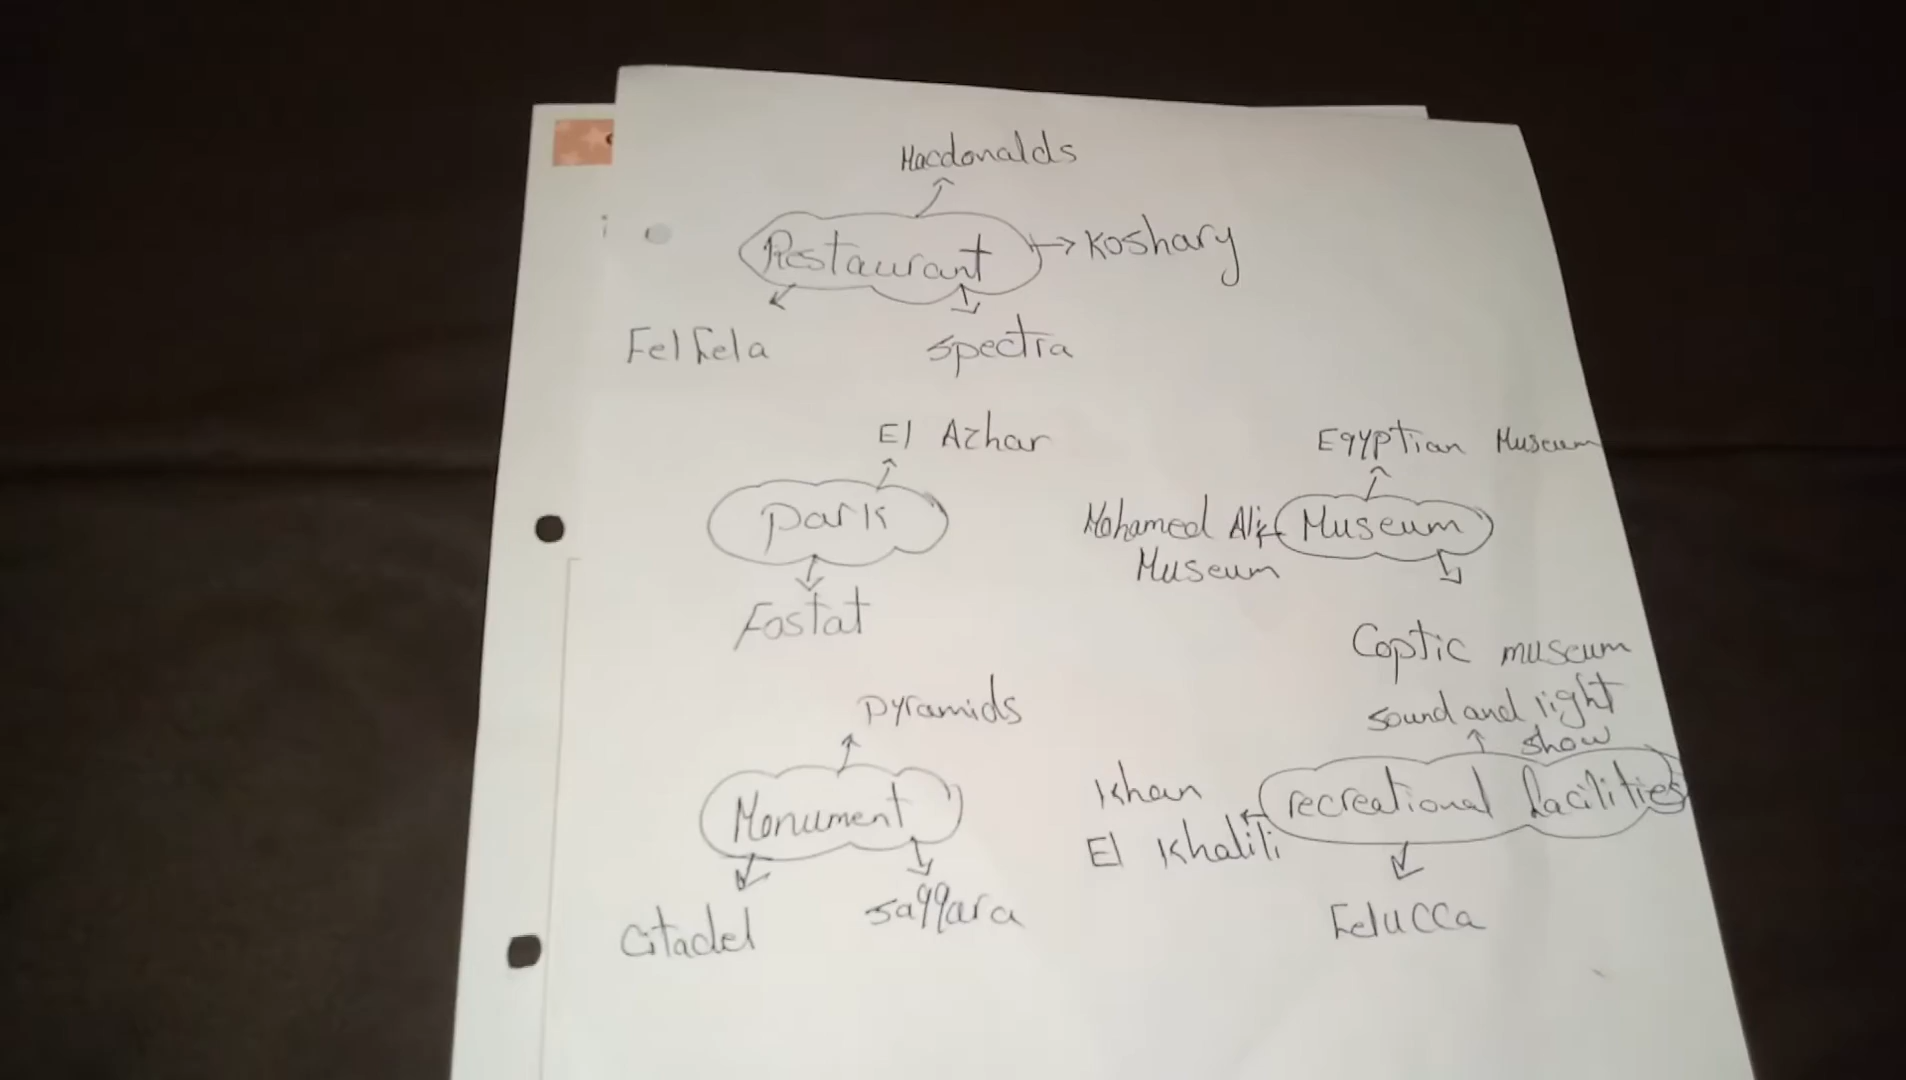 Macdonalds
Restaurant
Koshary
Felfela
spectra
El Azhar
park
Fostat
Egyptian Museum
Mohamed Ali
Museum
Museum
Coptic museum
pyramids
Monument
Citadel
saqqara
sound and light
show
recreational facilities
Khan
El Khalili
Felucca